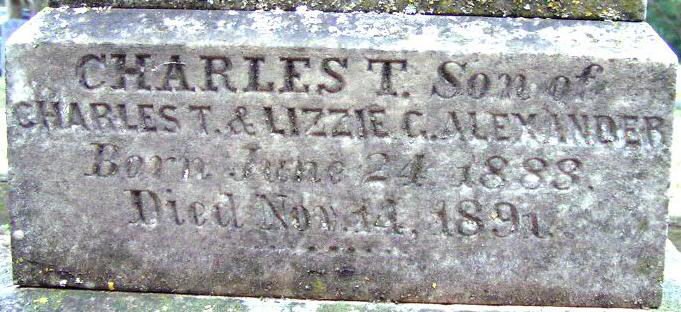 CHARLES T. Son of
CHARLES T. & LIZZIE C. ALEXANDER
Born June 24 1888.
Died Nov. 14, 1891.